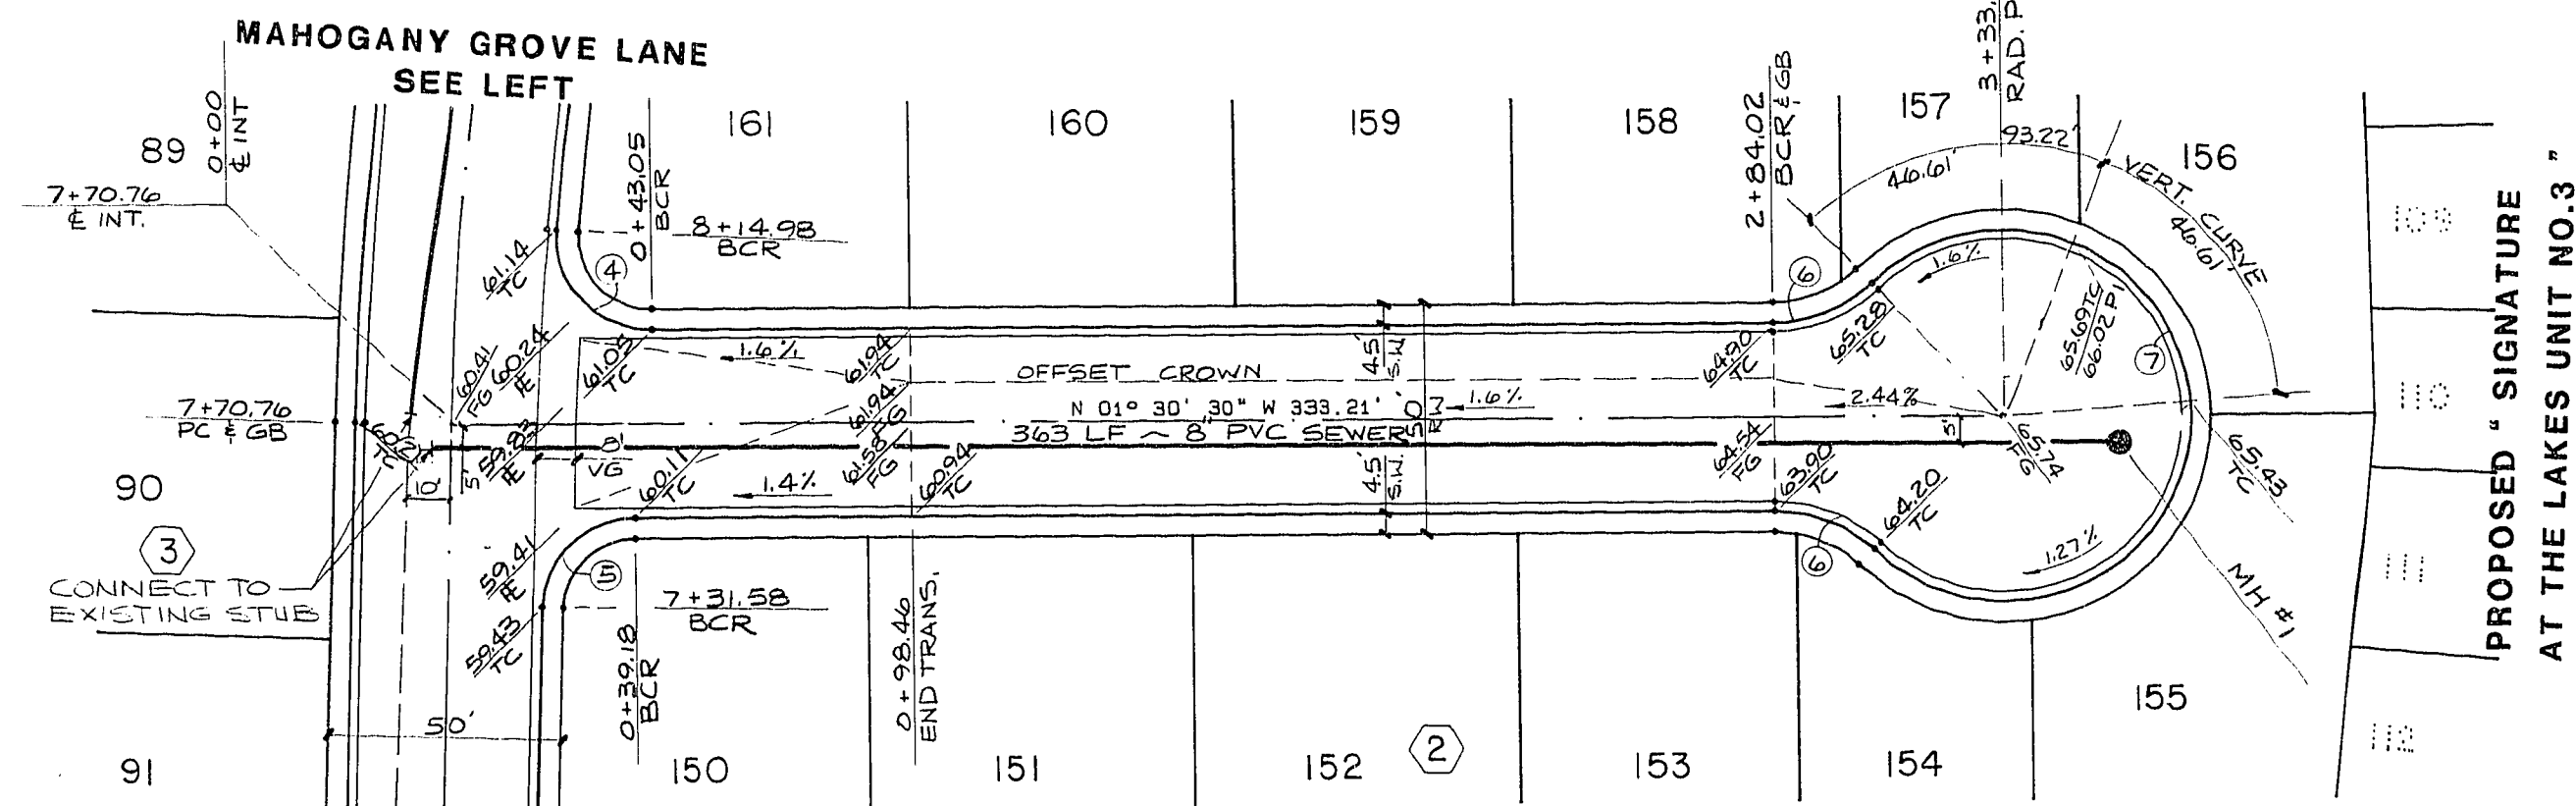 MAHOGANY GROVE LANE
SEE LEFT
0+00
℄ INT
7+70.76
℄ INT.
89
161
160
159
158
157
156
0+43.05
BCR
8+14.98
BCR
2+84.02
BCR & GB
3+33.
RAD. P
93.22'
46.61'
VERT. CURVE
46.61'
109
110
111
112
PROPOSED " SIGNATURE
AT THE LAKES UNIT NO.3 "
61.14
TC
4
60.41
FG
60.24
61.05
TC
1.6%
61.94
TC
OFFSET CROWN
4.5'
S.W.
64.90
TC
6
65.28
TC
1.6%
65.69 TC
66.02 PI
7
7+70.76
PC & GB
61.94
FG
N 01° 30' 30" W 333.21'
1.6%
2.44%
363 LF ~ 8" PVC SEWER
50
TC
10'
5'
59.83
8'
VG
60.11
TC
1.4%
61.58
FG
60.94
TC
4.5'
S.W.
64.54
FG
63.90
TC
5'
65.74
FG
65.43
TC
64.20
TC
6
1.27%
MH #1
90
3
CONNECT TO
EXISTING STUB
59.41
5
7+31.58
BCR
59.43
TC
0+39.18
BCR
0+98.46
END TRANS.
50'
91
150
151
152
2
153
154
155